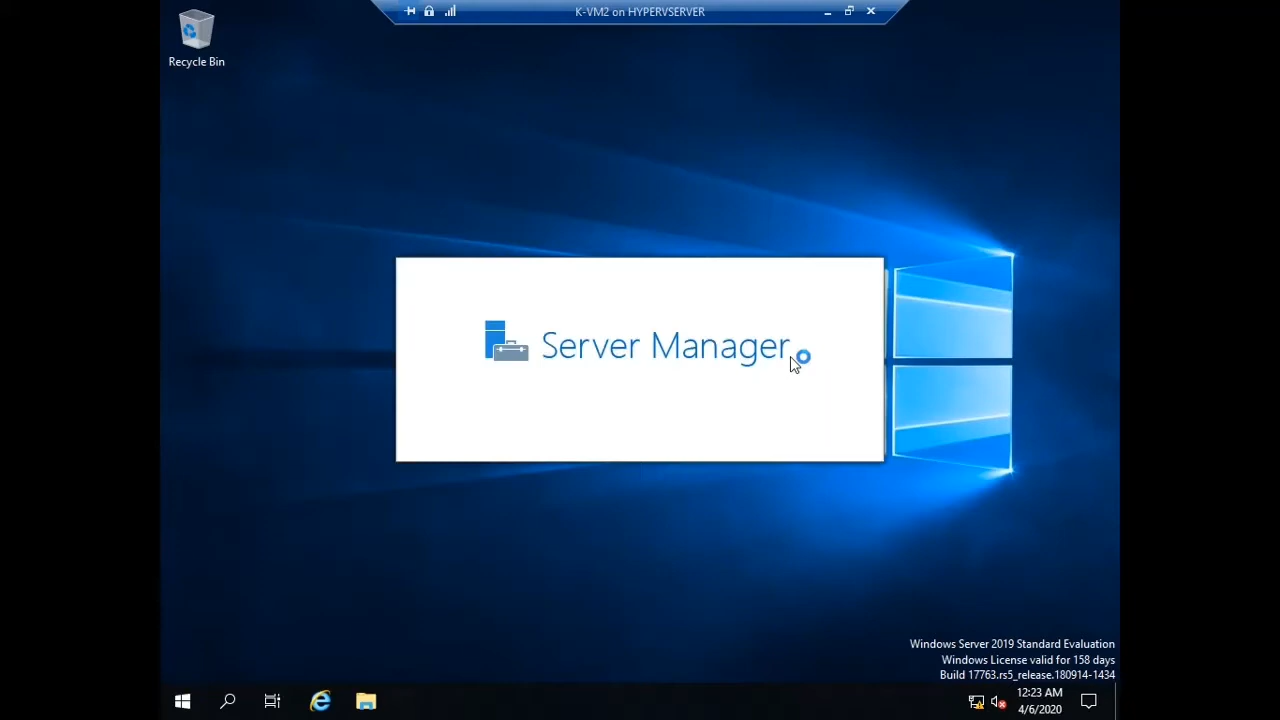 K-VM2 on HYPERVSERVER
Recycle Bin
Server Manager
Windows Server 2019 Standard Evaluation
Windows License valid for 158 days
Build 17763.rs5_release.180914-1434
12:23 AM
4/6/2020